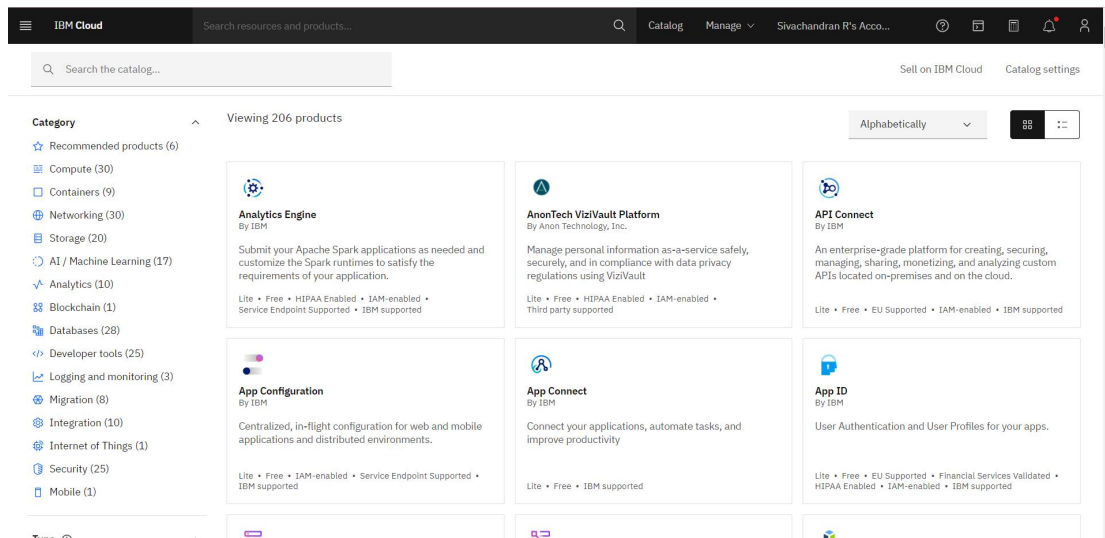 IBM Cloud
Search resources and products...
Catalog
Manage
Sivachandran R's Acco...
Search the catalog...
Sell on IBM Cloud
Catalog settings
Category
Recommended products (6)
Compute (30)
Containers (9)
Networking (30)
Storage (20)
AI / Machine Learning (17)
Analytics (10)
Blockchain (1)
Databases (28)
Developer tools (25)
Logging and monitoring (3)
Migration (8)
Integration (10)
Internet of Things (1)
Security (25)
Mobile (1)
Viewing 206 products
Alphabetically
Analytics Engine
By IBM
Submit your Apache Spark applications as needed and
customize the Spark runtimes to satisfy the
requirements of your application.
Lite • Free • HIPAA Enabled • IAM-enabled •
Service Endpoint Supported • IBM supported
AnonTech ViziVault Platform
By Anon Technology, Inc.
Manage personal information as-a-service safely,
securely, and in compliance with data privacy
regulations using ViziVault
Lite • Free • HIPAA Enabled • IAM-enabled •
Third party supported
API Connect
By IBM
An enterprise-grade platform for creating, securing,
managing, sharing, monetizing, and analyzing custom
APIs located on-premises and on the cloud.
Lite • Free • EU Supported • IAM-enabled • IBM supported
App Configuration
By IBM
Centralized, in-flight configuration for web and mobile
applications and distributed environments.
Lite • Free • IAM-enabled • Service Endpoint Supported •
IBM supported
App Connect
By IBM
Connect your applications, automate tasks, and
improve productivity
Lite • Free • IBM supported
App ID
By IBM
User Authentication and User Profiles for your apps.
Lite • Free • EU Supported • Financial Services Validated •
HIPAA Enabled • IAM-enabled • IBM supported